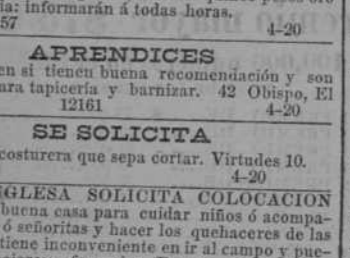 ia: informarán á todas horas.
57 4-20
APRENDICES
en si tienen buena recomendación y son
ara tapicería y barnizar. 42 Obispo, El
12161 4-20
SE SOLICITA
costurera que sepa cortar. Virtudes 10.
4-20
GLESA SOLICITA COLOCACION
buena casa para cuidar niños ó acompa-
ó señoritas y hacer los quehaceres de las
tiene inconveniente en ir al campo y pue-